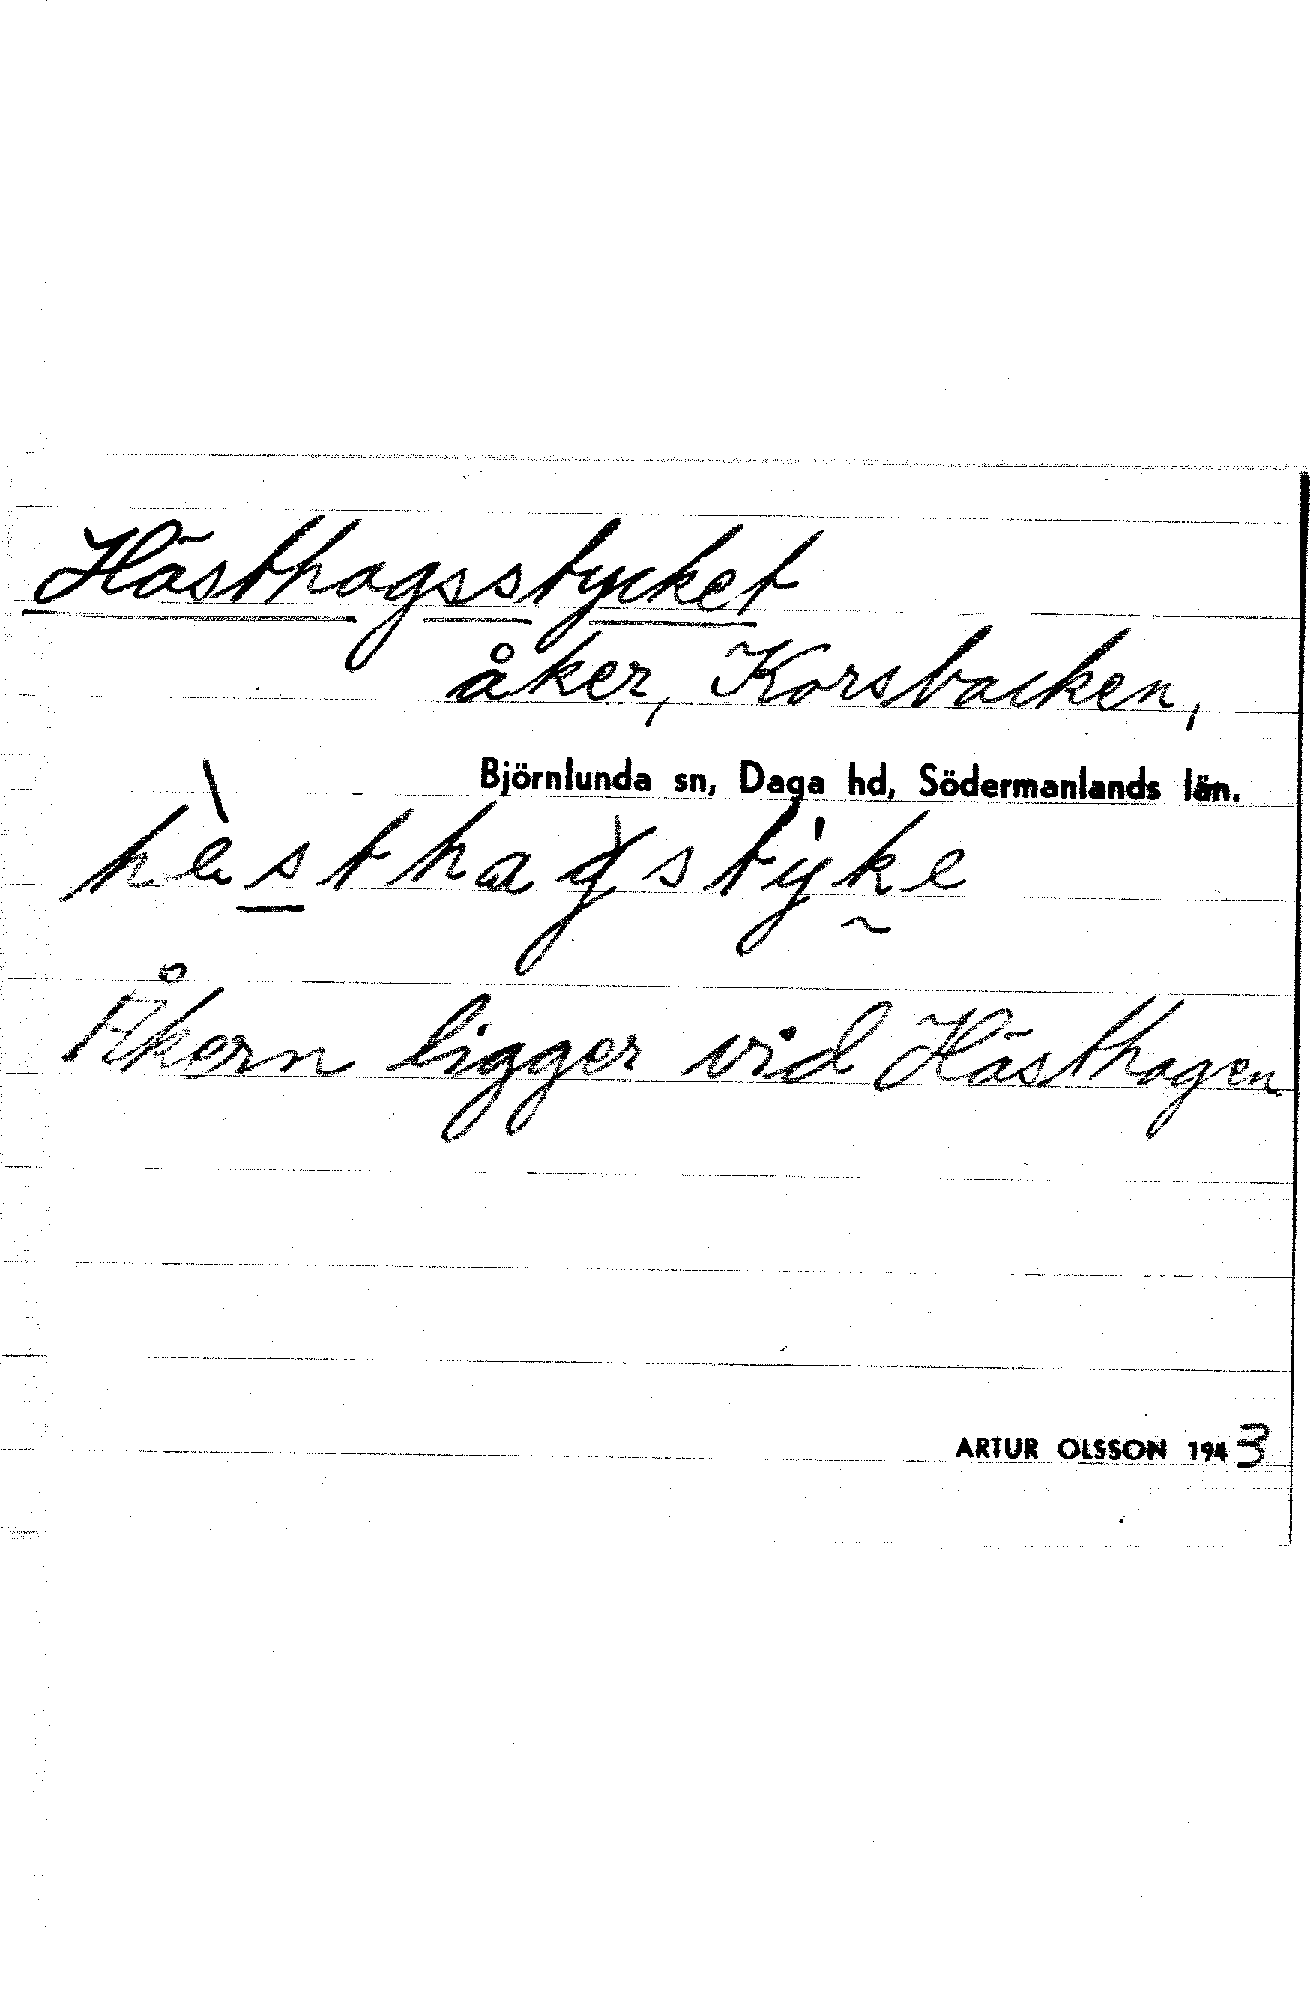 Hästhagsstycket
åker, Korsbacken,
Björnlunda sn, Daga hd, Södermanlands län.
hèsthagstyke
Åkern ligger vid Hästhagen
ARTUR OLSSON 1943